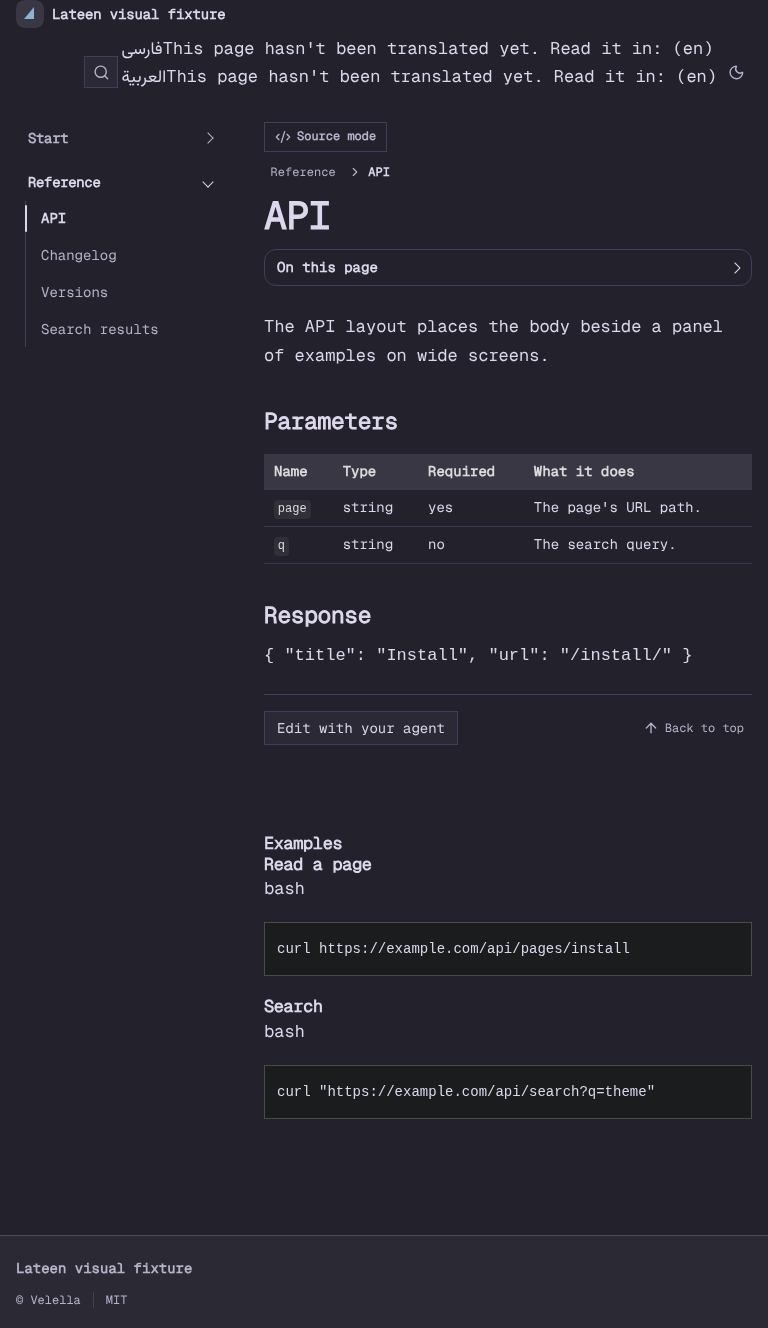 Lateen visual fixture
فارسیThis page hasn't been translated yet. Read it in: (en)
العربيةThis page hasn't been translated yet. Read it in: (en)
Start
Reference
API
Changelog
Versions
Search results
Source mode
Reference > API
API
On this page
The API layout places the body beside a panel
of examples on wide screens.
Parameters
Name Type Required What it does
page string yes The page's URL path.
q string no The search query.
Response
{ "title": "Install", "url": "/install/" }
Edit with your agent
Back to top
Examples
Read a page
bash
curl https://example.com/api/pages/install
Search
bash
curl "https://example.com/api/search?q=theme"
Lateen visual fixture
© Velella | MIT